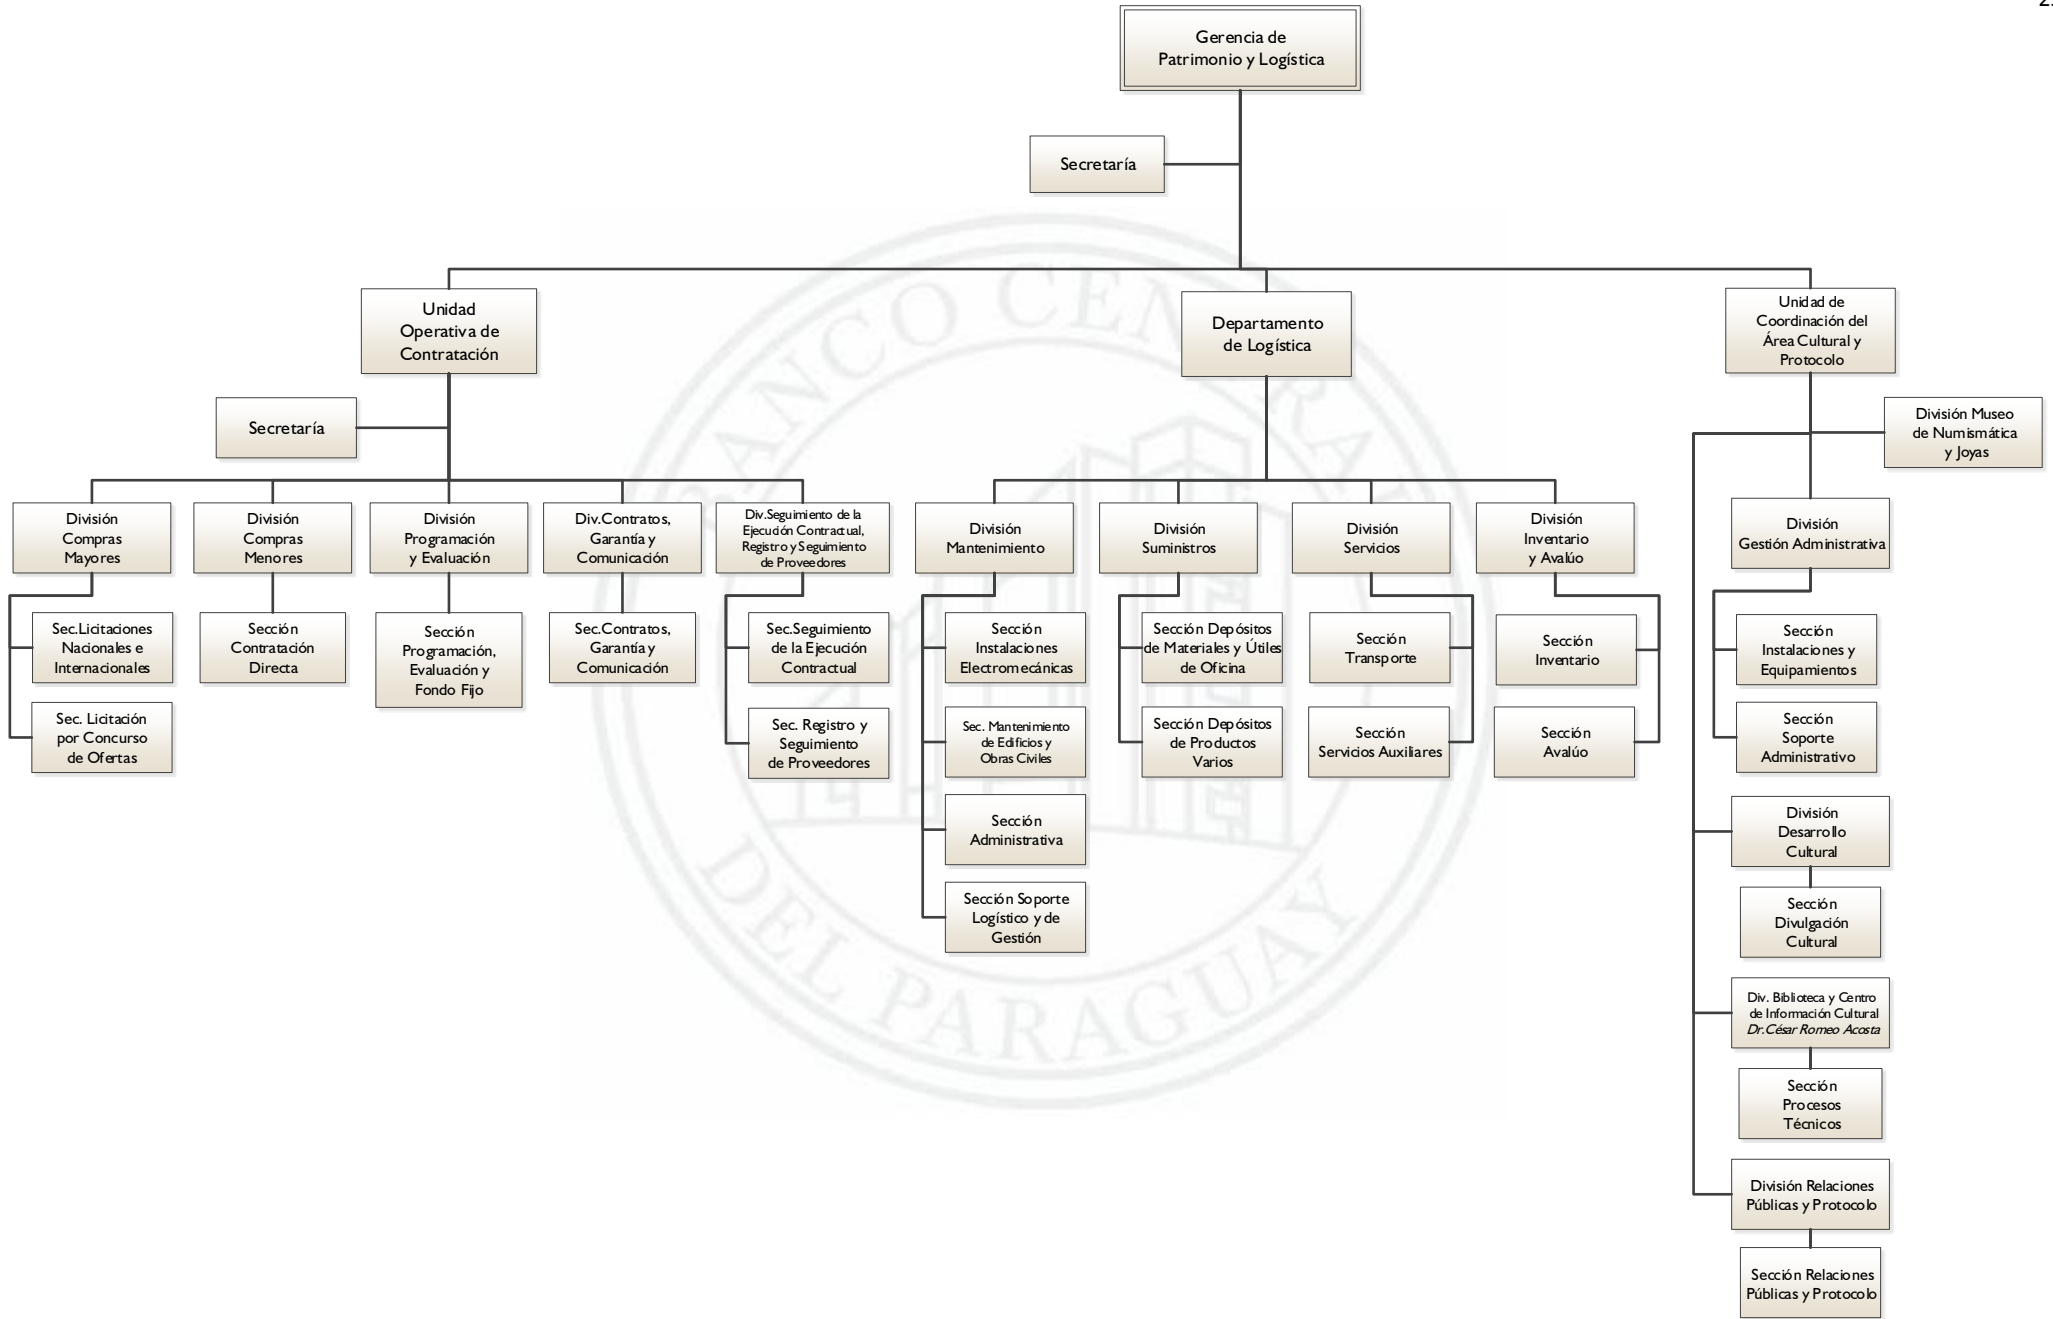 Gerencia de
Patrimonio y Logística
Secretaría
Unidad
Operativa de
Contratación
Departamento
de Logística
Unidad de
Coordinación del
Área Cultural y
Protocolo
Secretaría
División Museo
de Numismática
y Joyas
División
Compras
Mayores
División
Compras
Menores
División
Programación
y Evaluación
Div.Contratos,
Garantía y
Comunicación
Div.Seguimiento de la
Ejecución Contractual,
Registro y Seguimiento
de Proveedores
División
Mantenimiento
División
Suministros
División
Servicios
División
Inventario
y Avalúo
División
Gestión Administrativa
Sec.Licitaciones
Nacionales e
Internacionales
Sección
Contratación
Directa
Sección
Programación,
Evaluación y
Fondo Fijo
Sec.Contratos,
Garantía y
Comunicación
Sec.Seguimiento
de la Ejecución
Contractual
Sección
Instalaciones
Electromecánicas
Sección Depósitos
de Materiales y Útiles
de Oficina
Sección
Transporte
Sección
Inventario
Sección
Instalaciones y
Equipamientos
Sec. Licitación
por Concurso
de Ofertas
Sec. Registro y
Seguimiento
de Proveedores
Sec. Mantenimiento
de Edificios y
Obras Civiles
Sección Depósitos
de Productos
Varios
Sección
Servicios Auxiliares
Sección
Avalúo
Sección
Soporte
Administrativo
Sección
Administrativa
División
Desarrollo
Cultural
Sección Soporte
Logístico y de
Gestión
Sección
Divulgación
Cultural
Div. Biblioteca y Centro
de Información Cultural
Dr.César Romeo Acosta
Sección
Procesos
Técnicos
División Relaciones
Públicas y Protocolo
Sección Relaciones
Públicas y Protocolo
BANCO CENTRAL
DEL PARAGUAY